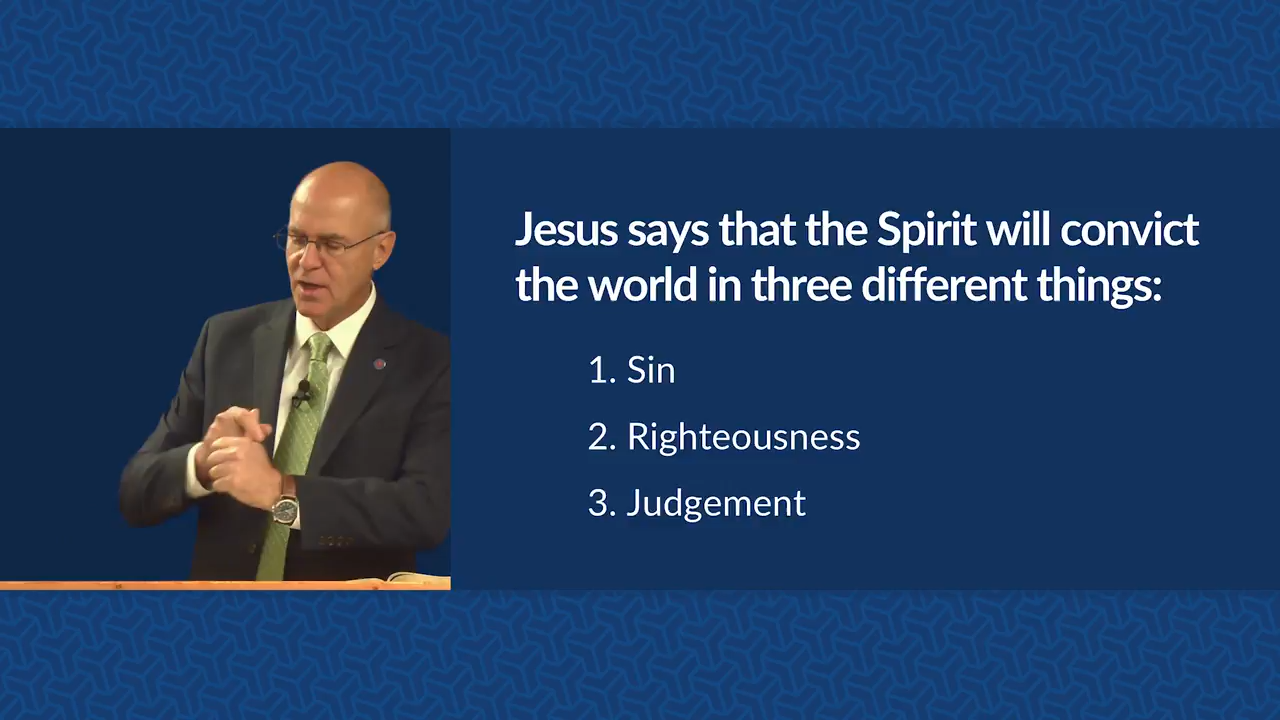 Jesus says that the Spirit will convict
the world in three different things:
1. Sin
2. Righteousness
3. Judgement